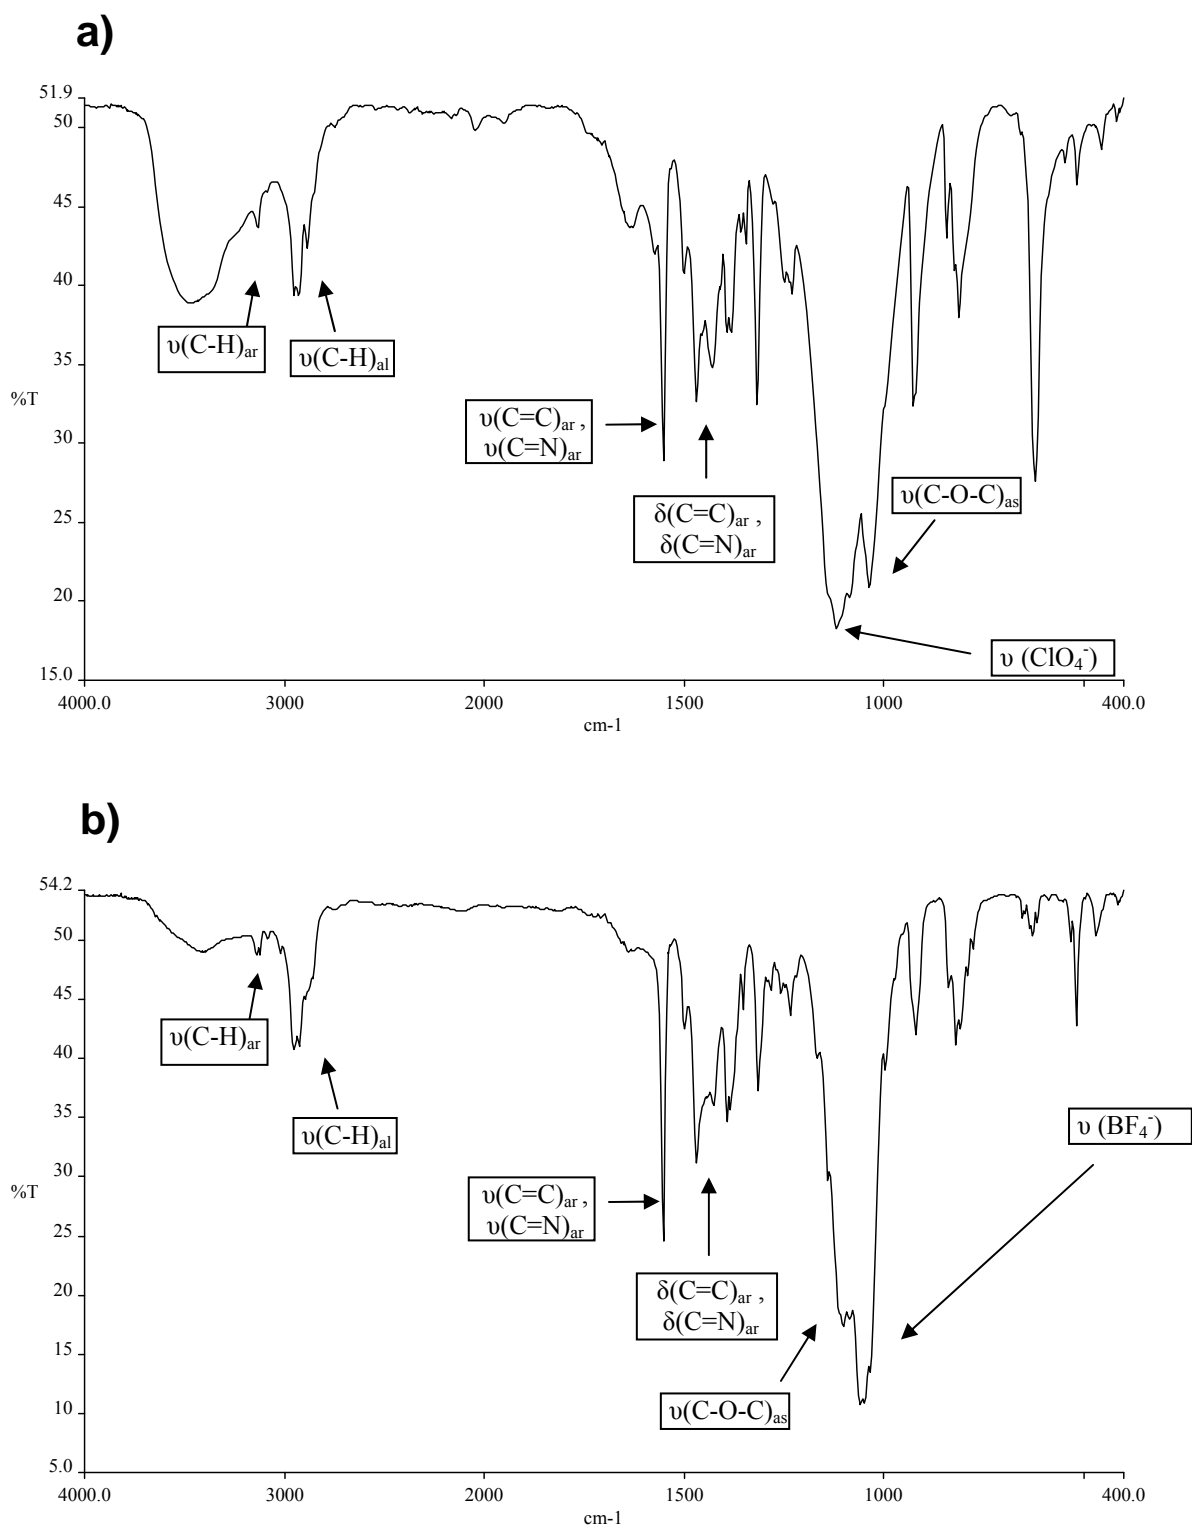 a)
51.9
50
45
40
υ(C-H)ar
υ(C-H)al
35
%T
υ(C=C)ar ,
υ(C=N)ar
30
δ(C=C)ar ,
δ(C=N)ar
υ(C-O-C)as
25
20
υ (ClO4-)
15.0
4000.0 3000 2000 1500 1000 400.0
cm-1
b)
54.2
50
45
υ(C-H)ar
40
υ(C-H)al
υ (BF4-)
35
30
%T
υ(C=C)ar ,
υ(C=N)ar
25
δ(C=C)ar ,
δ(C=N)ar
20
15
υ(C-O-C)as
10
5.0
4000.0 3000 2000 1500 1000 400.0
cm-1